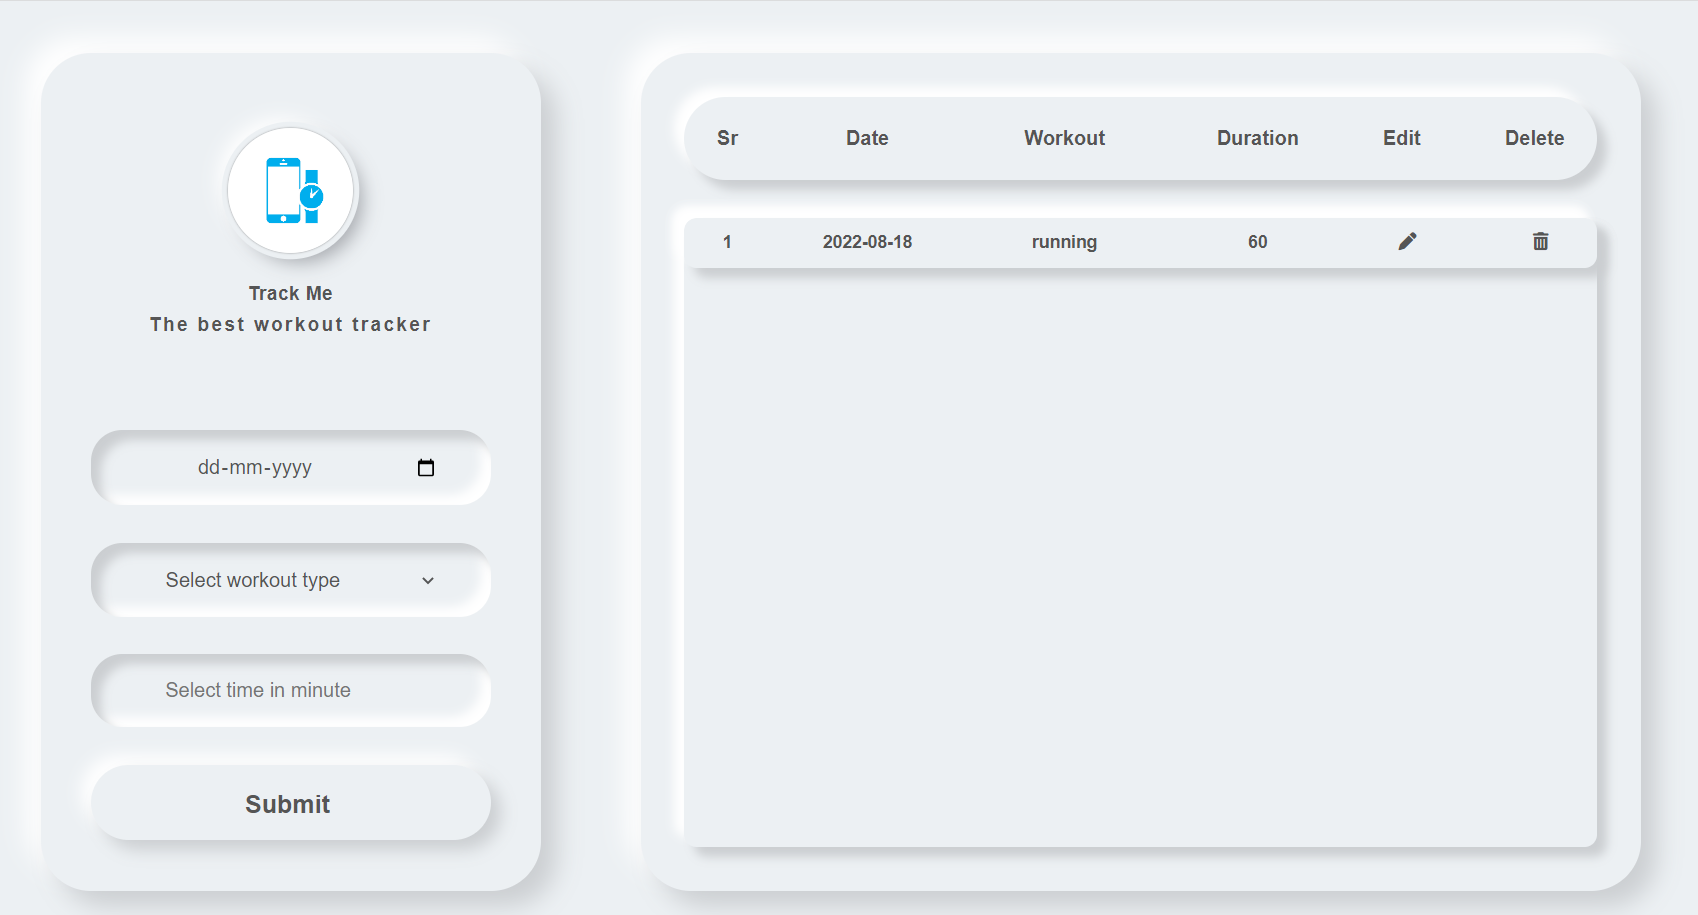 Track Me
The best workout tracker
dd-mm-yyyy
Select workout type
Select time in minute
Submit
Sr Date Workout Duration Edit Delete
1 2022-08-18 running 60